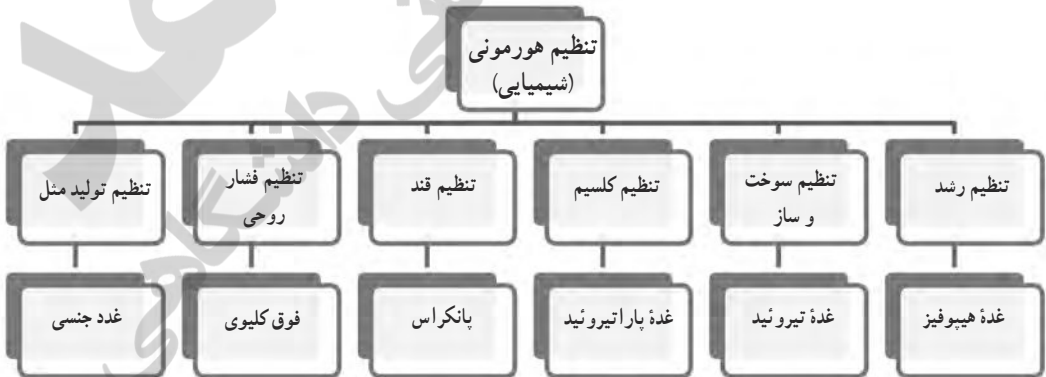 تنظیم هورمونی
(شیمیایی)
تنظیم رشد
تنظیم سوخت
و ساز
تنظیم کلسیم
تنظیم قند
تنظیم فشار
روحی
تنظیم تولید مثل
غدهٔ هیپوفیز
غدهٔ تیروئید
غدهٔ پاراتیروئید
پانکراس
فوق کلیوی
غدد جنسی